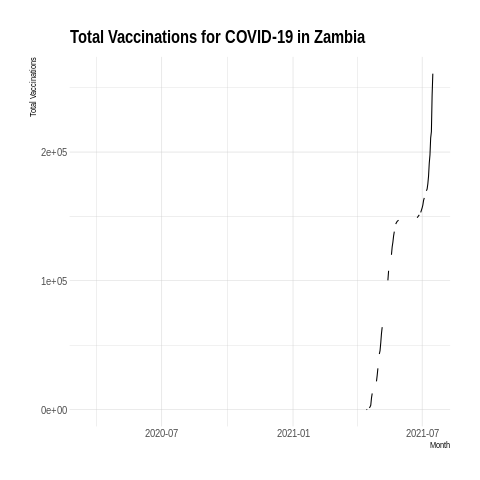 Total Vaccinations for COVID-19 in Zambia
Total Vaccinations
2e+05
1e+05
0e+00
2020-07 2021-01 2021-07
Month